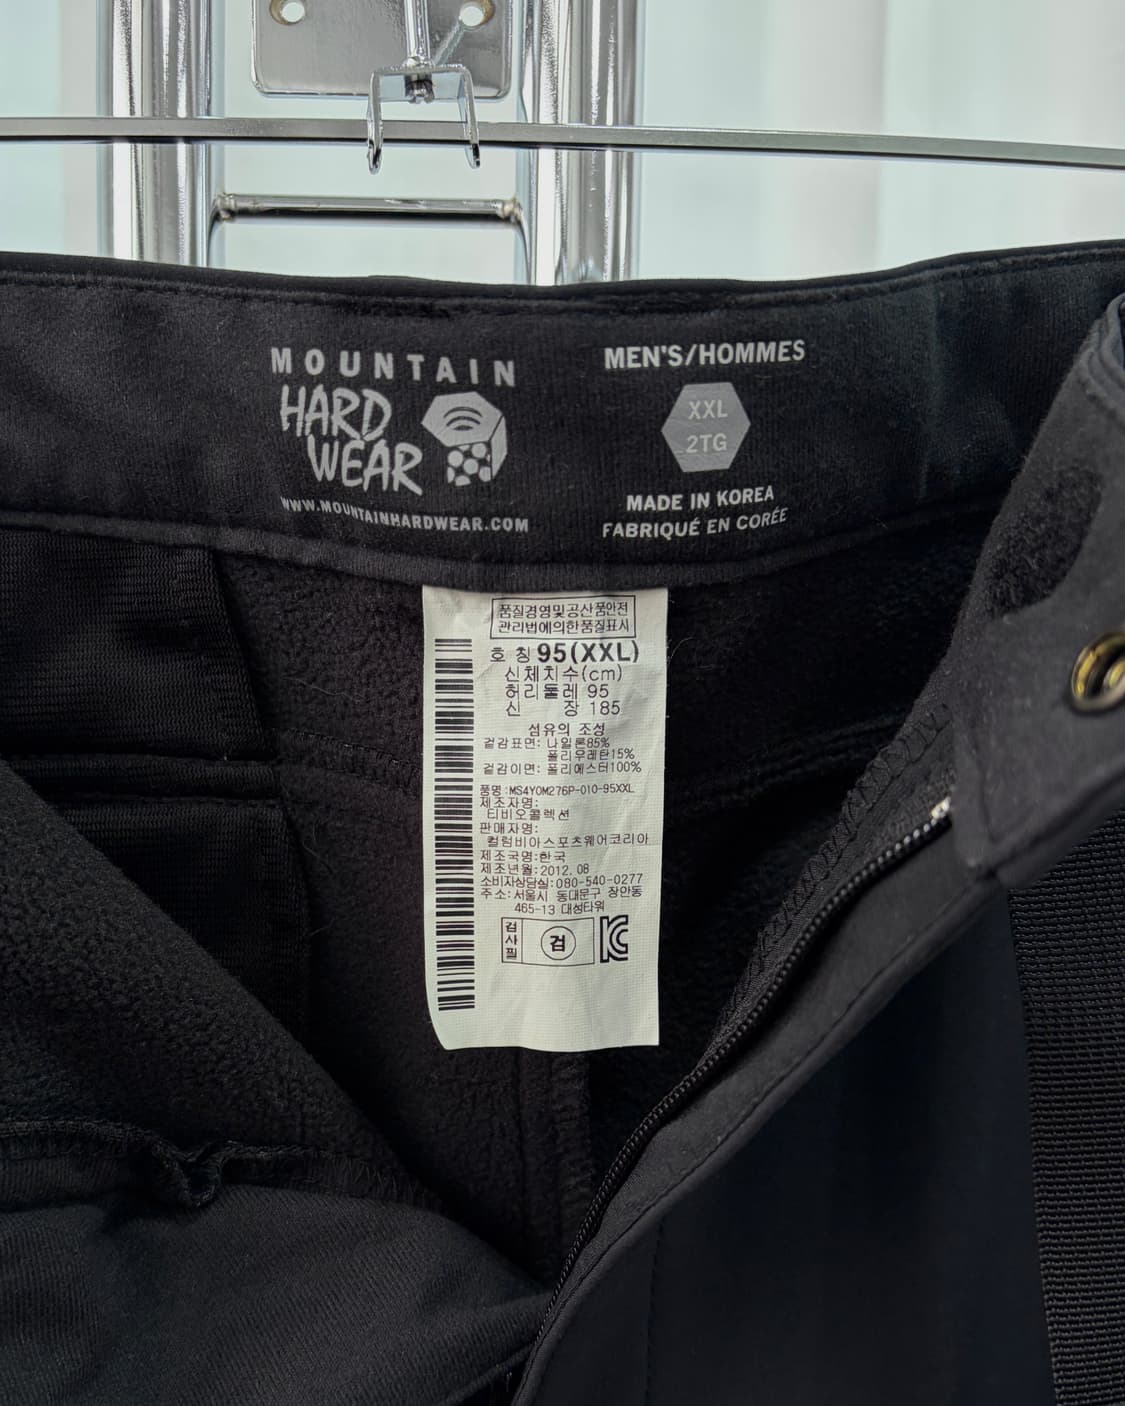 MOUNTAIN
HARD
WEAR
WWW.MOUNTAINHARDWEAR.COM
MEN'S/HOMMES
XXL
2TG
MADE IN KOREA
FABRIQUÉ EN CORÉE
품질경영및공산품안전
관리법에의한품질표시
호 칭 95(XXL)
신체치수(cm)
허리둘레 95
신 장 185
섬유의 조성
겉감표면: 나일론85%
폴리우레탄15%
겉감이면: 폴리에스터100%
품명:MS4Y0M276P-010-95XXL
제조자명:
티비오콜렉션
판매자명:
컬럼비아스포츠웨어코리아
제조국명:한국
제조년월:2012. 08
소비자상담실:080-540-0277
주소:서울시 동대문구 장안동
465-13 대성타워
검사필
검
KC